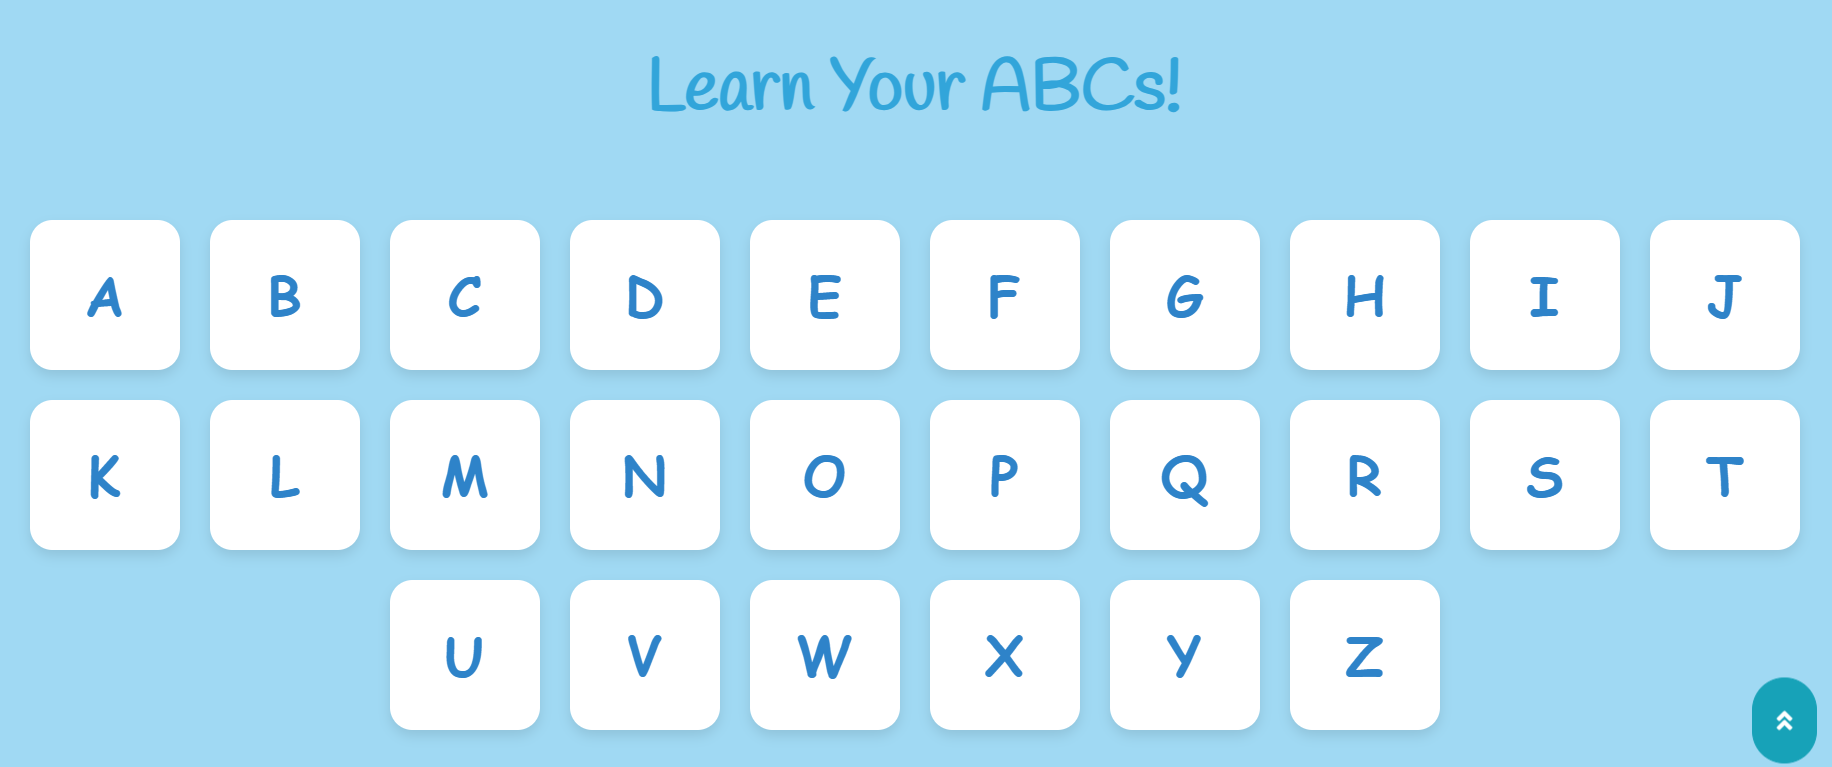 Learn Your ABCs!
A B C D E F G H I J
K L M N O P Q R S T
U V W X Y Z